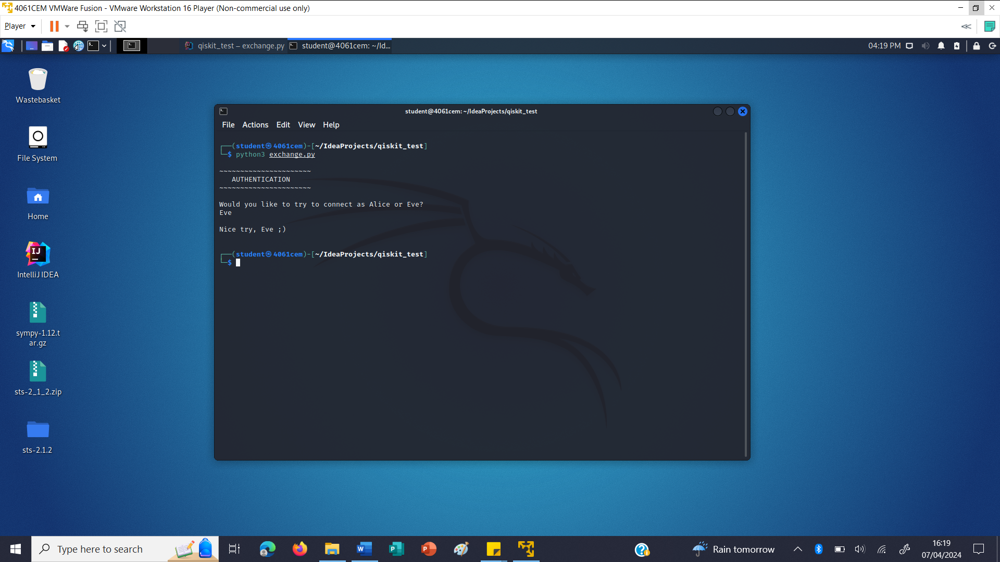 4061CEM VMWare Fusion - VMware Workstation 16 Player (Non-commercial use only)
Player
qiskit_test – exchange.py
student@4061cem: ~/Id...
04:19 PM
Wastebasket
File System
Home
IntelliJ IDEA
sympy-1.12.t
ar.gz
sts-2_1_2.zip
sts-2.1.2
student@4061cem: ~/IdeaProjects/qiskit_test
File Actions Edit View Help
┌──(student㉿4061cem)-[~/IdeaProjects/qiskit_test]
└─$ python3 exchange.py
~~~~~~~~~~~~~~~~~~~~~~
AUTHENTICATION
~~~~~~~~~~~~~~~~~~~~~~
Would you like to try to connect as Alice or Eve?
Eve
Nice try, Eve ;)
┌──(student㉿4061cem)-[~/IdeaProjects/qiskit_test]
└─$
Type here to search
Rain tomorrow
16:19
07/04/2024